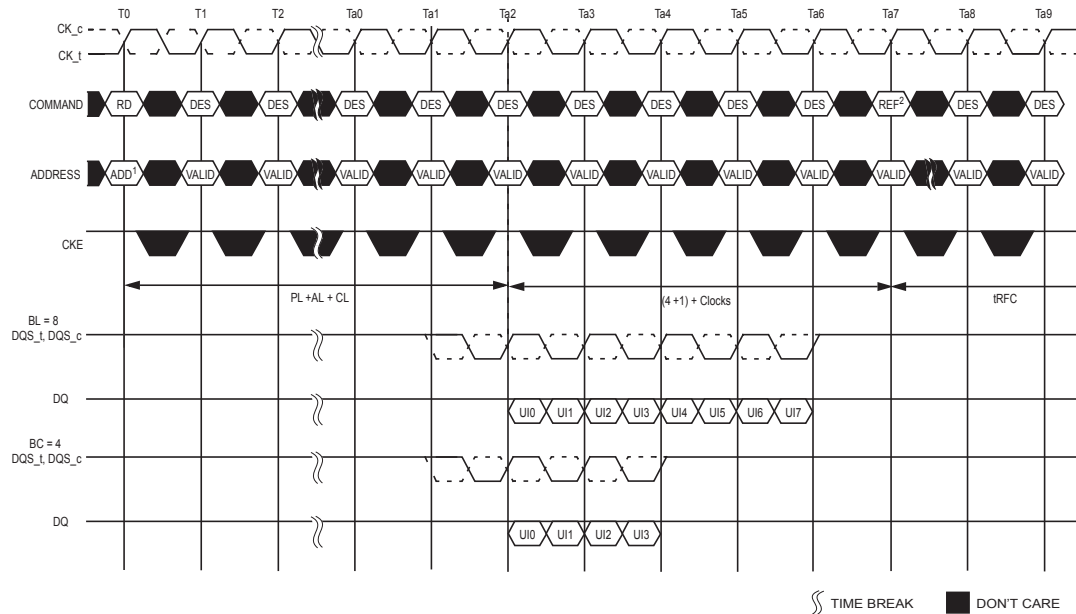 T0 T1 T2 Ta0 Ta1 Ta2 Ta3 Ta4 Ta5 Ta6 Ta7 Ta8 Ta9
CK_c
CK_t
COMMAND RD DES DES DES DES DES DES DES DES DES REF² DES DES
ADDRESS ADD¹ VALID VALID VALID VALID VALID VALID VALID VALID VALID VALID VALID VALID
CKE
PL +AL + CL (4 +1) + Clocks tRFC
BL = 8
DQS_t, DQS_c
DQ UI0 UI1 UI2 UI3 UI4 UI5 UI6 UI7
BC = 4
DQS_t, DQS_c
DQ UI0 UI1 UI2 UI3
TIME BREAK DON'T CARE